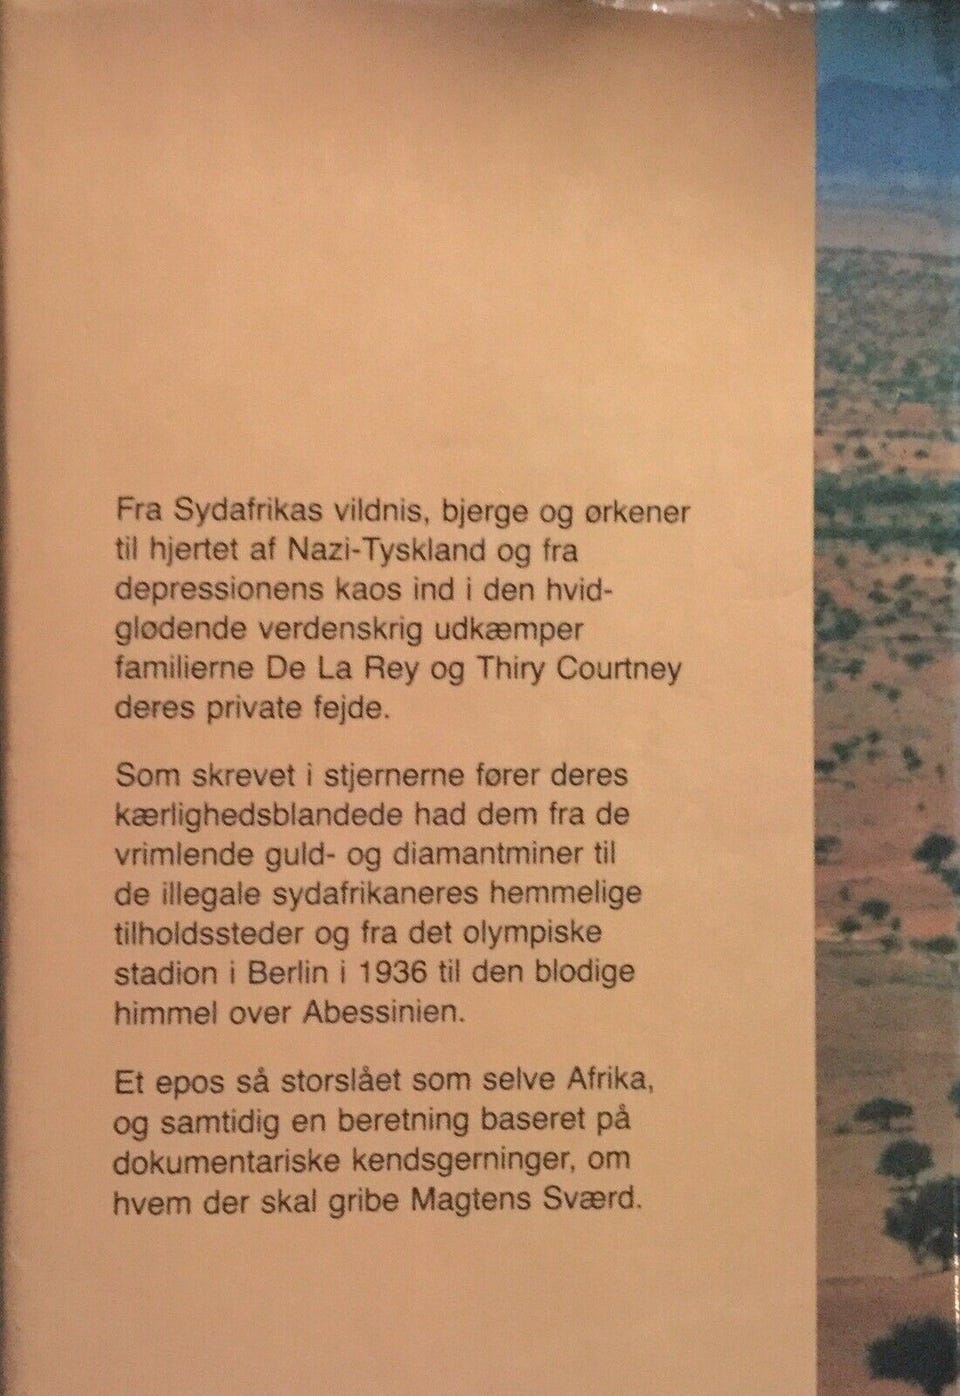 Fra Sydafrikas vildnis, bjerge og ørkener
til hjertet af Nazi-Tyskland og fra
depressionens kaos ind i den hvid-
glødende verdenskrig udkæmper
familierne De La Rey og Thiry Courtney
deres private fejde.
Som skrevet i stjernerne fører deres
kærlighedsblandede had dem fra de
vrimlende guld- og diamantminer til
de illegale sydafrikaneres hemmelige
tilholdssteder og fra det olympiske
stadion i Berlin i 1936 til den blodige
himmel over Abessinien.
Et epos så storslået som selve Afrika,
og samtidig en beretning baseret på
dokumentariske kendsgerninger, om
hvem der skal gribe Magtens Sværd.